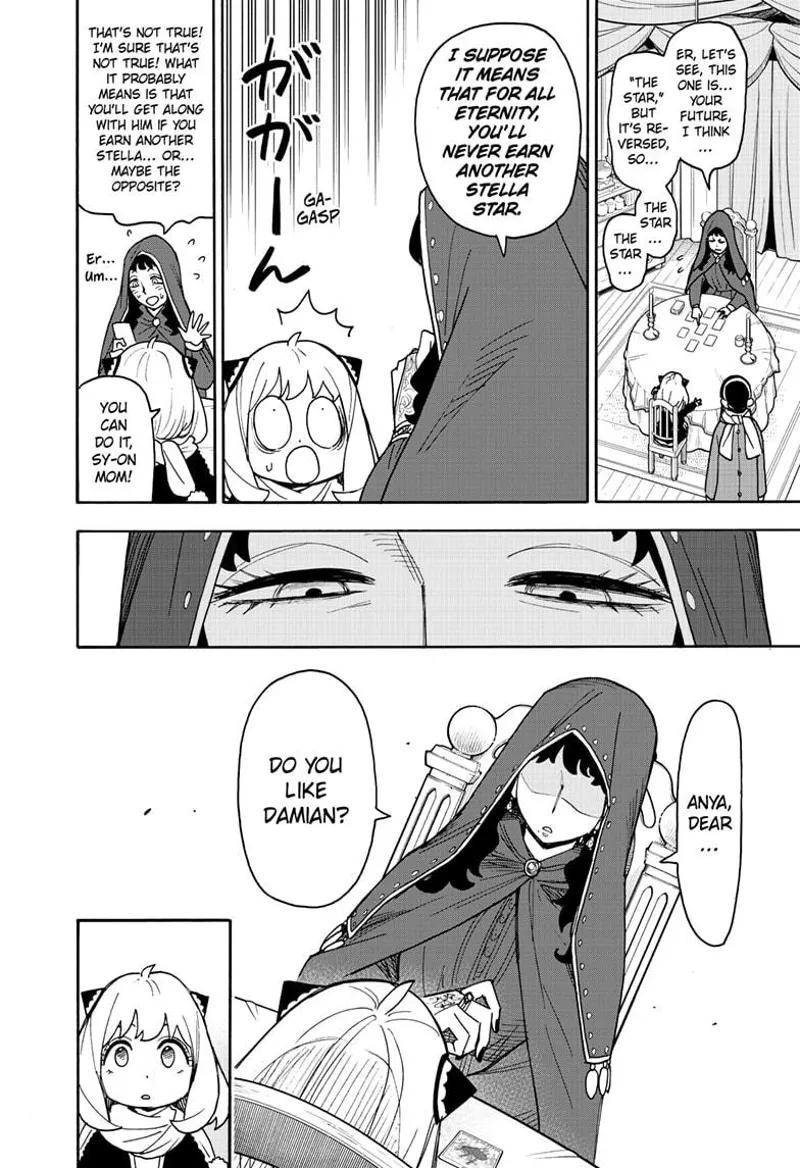 ER, LET'S
SEE, THIS
ONE IS...
YOUR
FUTURE,
I THINK
...
"THE
STAR,"
BUT
IT'S RE-
VERSED,
SO...
THE
STAR
...
THE
STAR
...
I SUPPOSE
IT MEANS
THAT FOR ALL
ETERNITY,
YOU'LL
NEVER EARN
ANOTHER
STELLA
STAR.
ががーん
GA-
GASP
THAT'S NOT TRUE!
I'M SURE THAT'S
NOT TRUE! WHAT
IT PROBABLY
MEANS IS THAT
YOU'LL GET ALONG
WITH HIM IF YOU
EARN ANOTHER
STELLA... OR...
MAYBE THE
OPPOSITE?
Er...
Um...
YOU
CAN
DO IT,
SY-ON
MOM!
ANYA,
DEAR
...
DO YOU
LIKE
DAMIAN?